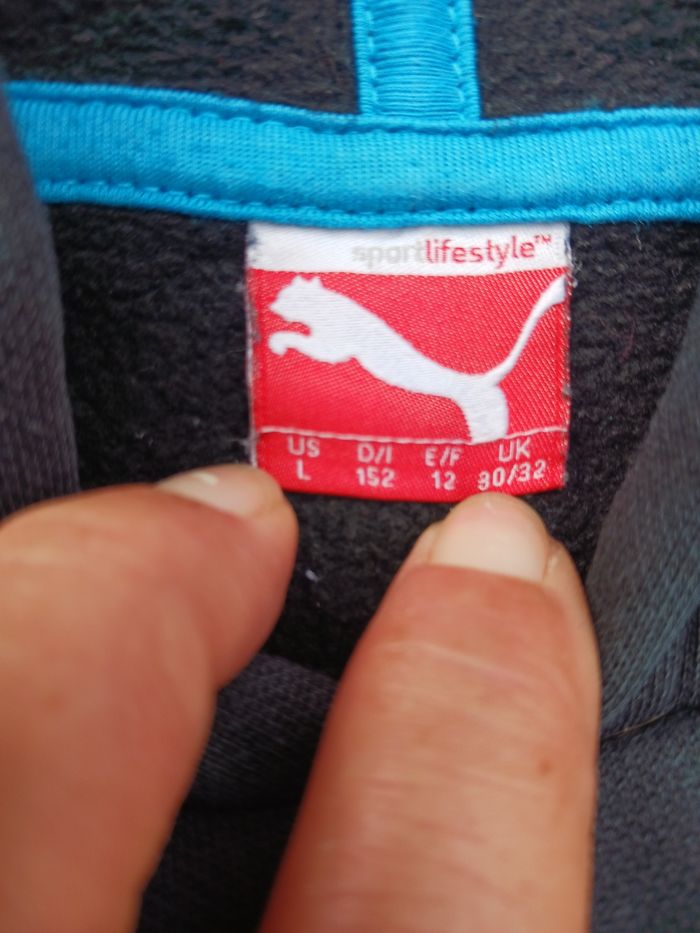 sportlifestyle™
US D/I E/F UK
L 152 12 30/32